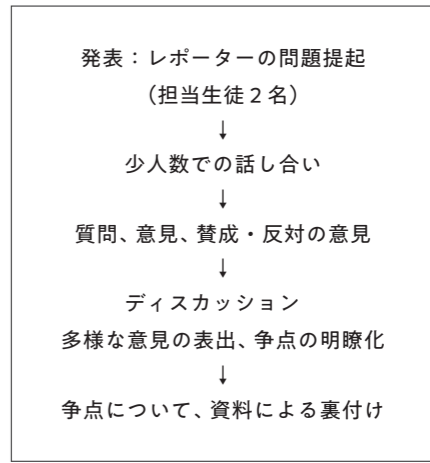 発表：レポーターの問題提起
（担当生徒２名）
↓
少人数での話し合い
↓
質問、意見、賛成・反対の意見
↓
ディスカッション
多様な意見の表出、争点の明瞭化
↓
争点について、資料による裏付け